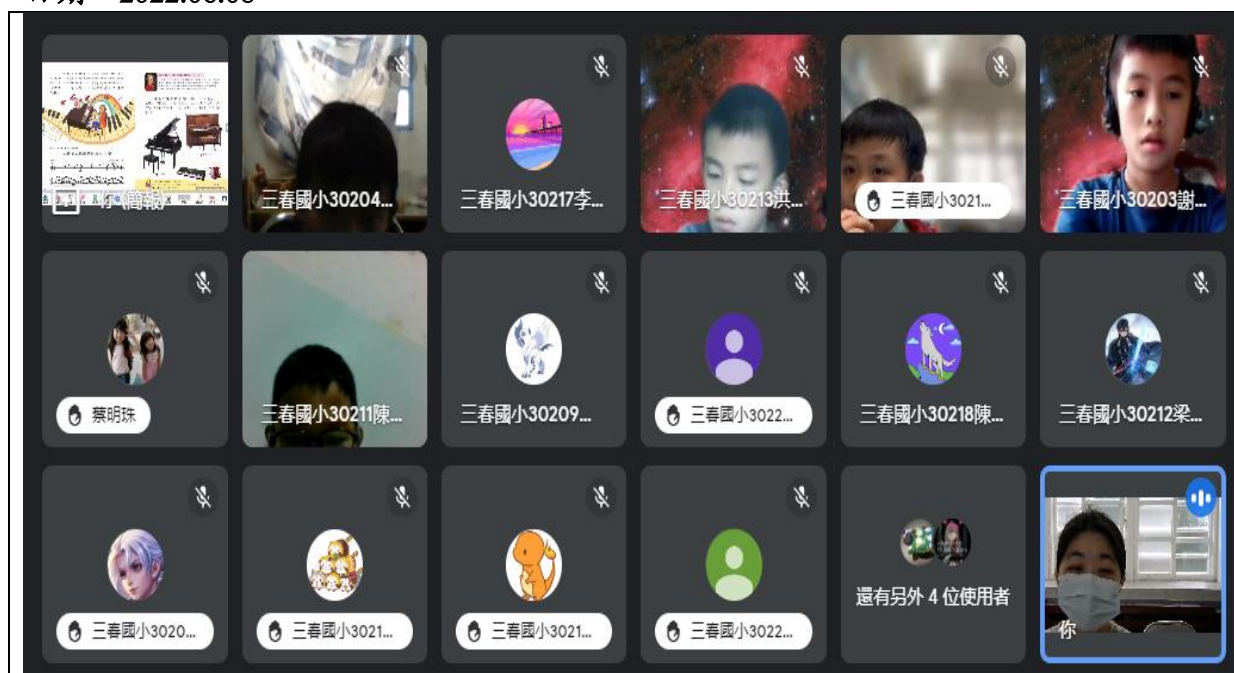 2022.06.08
你 (簡報)
三春國小30204...
三春國小30217李...
三春國小30213洪...
三春國小3021...
三春國小30203謝...
蔡明珠
三春國小30211陳...
三春國小30209...
三春國小3022...
三春國小30218陳...
三春國小30212梁...
三春國小3020...
三春國小3021...
三春國小3021...
三春國小3022...
還有另外 4 位使用者
你